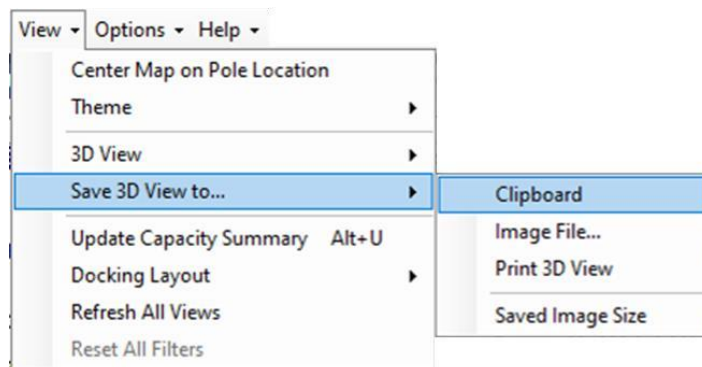 View Options Help
Center Map on Pole Location
Theme
3D View
Save 3D View to...
Clipboard
Image File...
Print 3D View
Saved Image Size
Update Capacity Summary Alt+U
Docking Layout
Refresh All Views
Reset All Filters